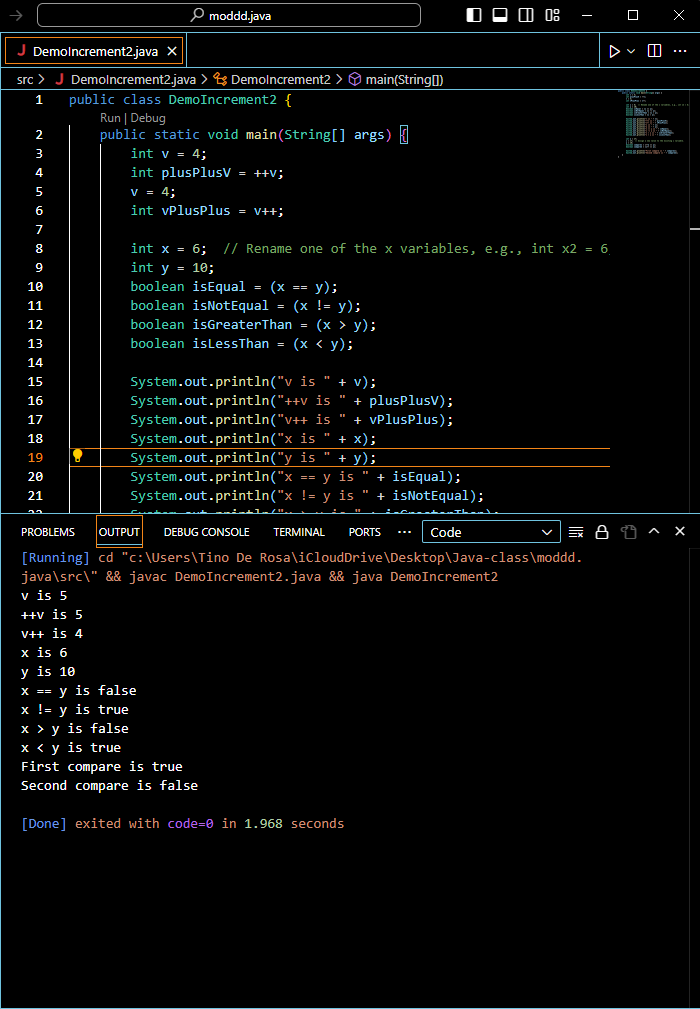 moddd.java
DemoIncrement2.java
src > DemoIncrement2.java > DemoIncrement2 > main(String[])
1 public class DemoIncrement2 {
Run | Debug
2 public static void main(String[] args) {
3 int v = 4;
4 int plusPlusV = ++v;
5 v = 4;
6 int vPlusPlus = v++;
7
8 int x = 6;  // Rename one of the x variables, e.g., int x2 = 6
9 int y = 10;
10 boolean isEqual = (x == y);
11 boolean isNotEqual = (x != y);
12 boolean isGreaterThan = (x > y);
13 boolean isLessThan = (x < y);
14
15 System.out.println("v is " + v);
16 System.out.println("++v is " + plusPlusV);
17 System.out.println("v++ is " + vPlusPlus);
18 System.out.println("x is " + x);
19 System.out.println("y is " + y);
20 System.out.println("x == y is " + isEqual);
21 System.out.println("x != y is " + isNotEqual);
22 System.out.println("x > y is " + isGreaterThan);
PROBLEMS OUTPUT DEBUG CONSOLE TERMINAL PORTS ··· Code
[Running] cd "c:\Users\Tino De Rosa\iCloudDrive\Desktop\Java-class\moddd.
java\src\" && javac DemoIncrement2.java && java DemoIncrement2
v is 5
++v is 5
v++ is 4
x is 6
y is 10
x == y is false
x != y is true
x > y is false
x < y is true
First compare is true
Second compare is false
[Done] exited with code=0 in 1.968 seconds